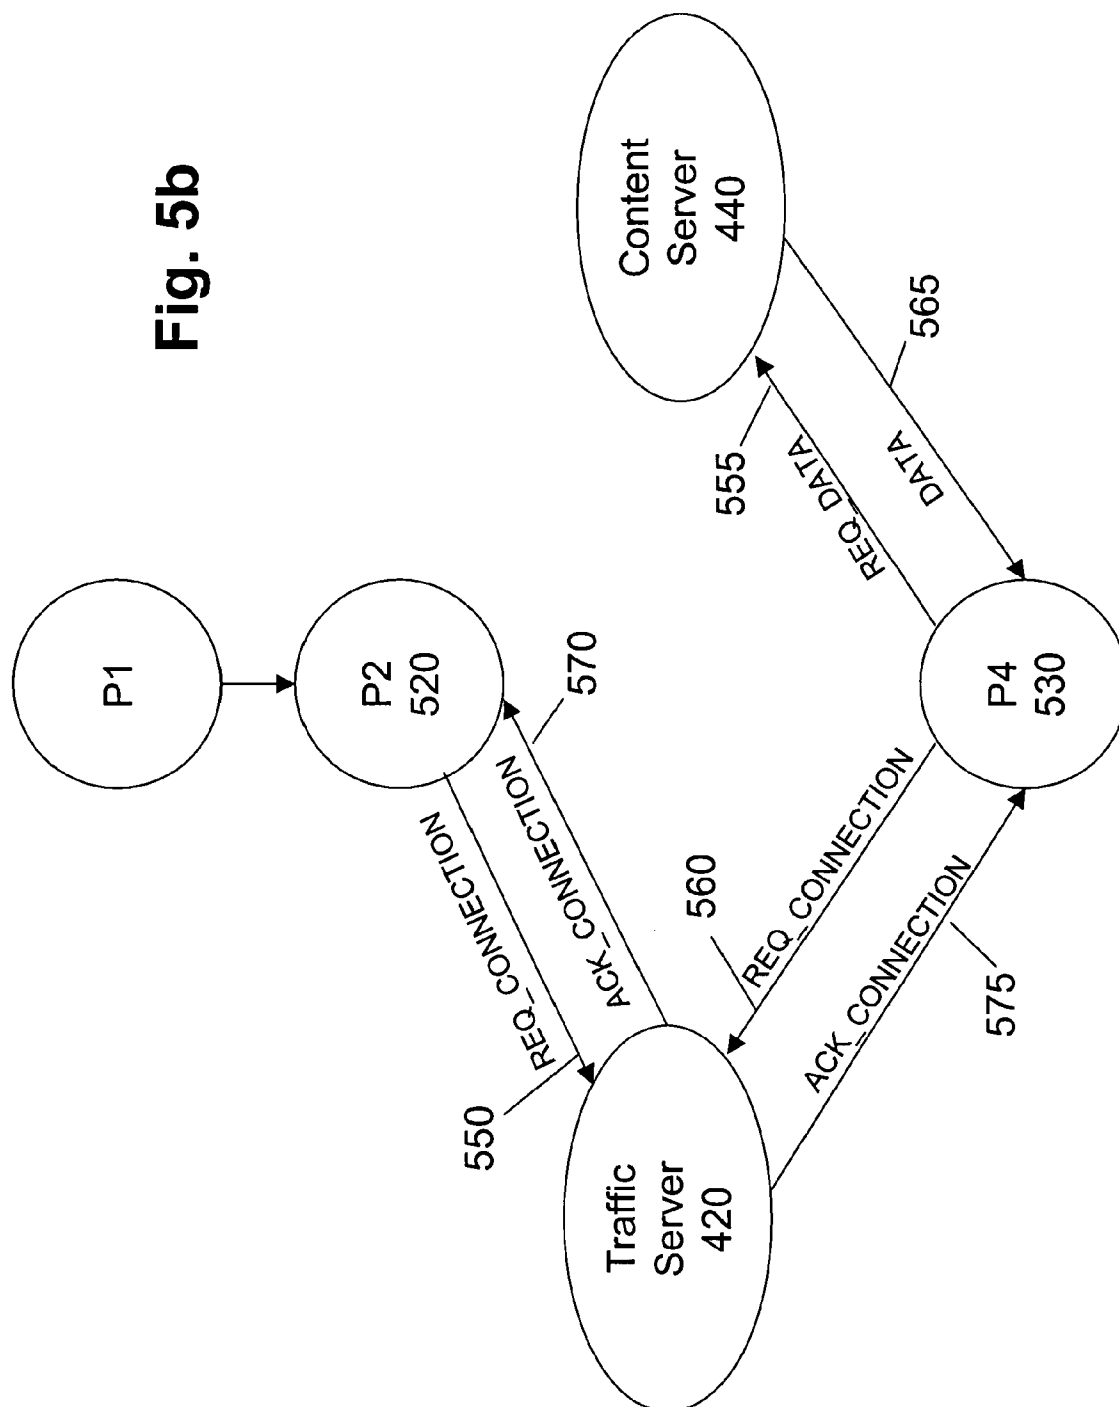 Fig. 5b
P1
P2
520
REQ_CONNECTION
550
ACK_CONNECTION
570
Traffic
Server
420
Content
Server
440
REQ_DATA
555
DATA
565
REQ_CONNECTION
560
ACK_CONNECTION
575
P4
530